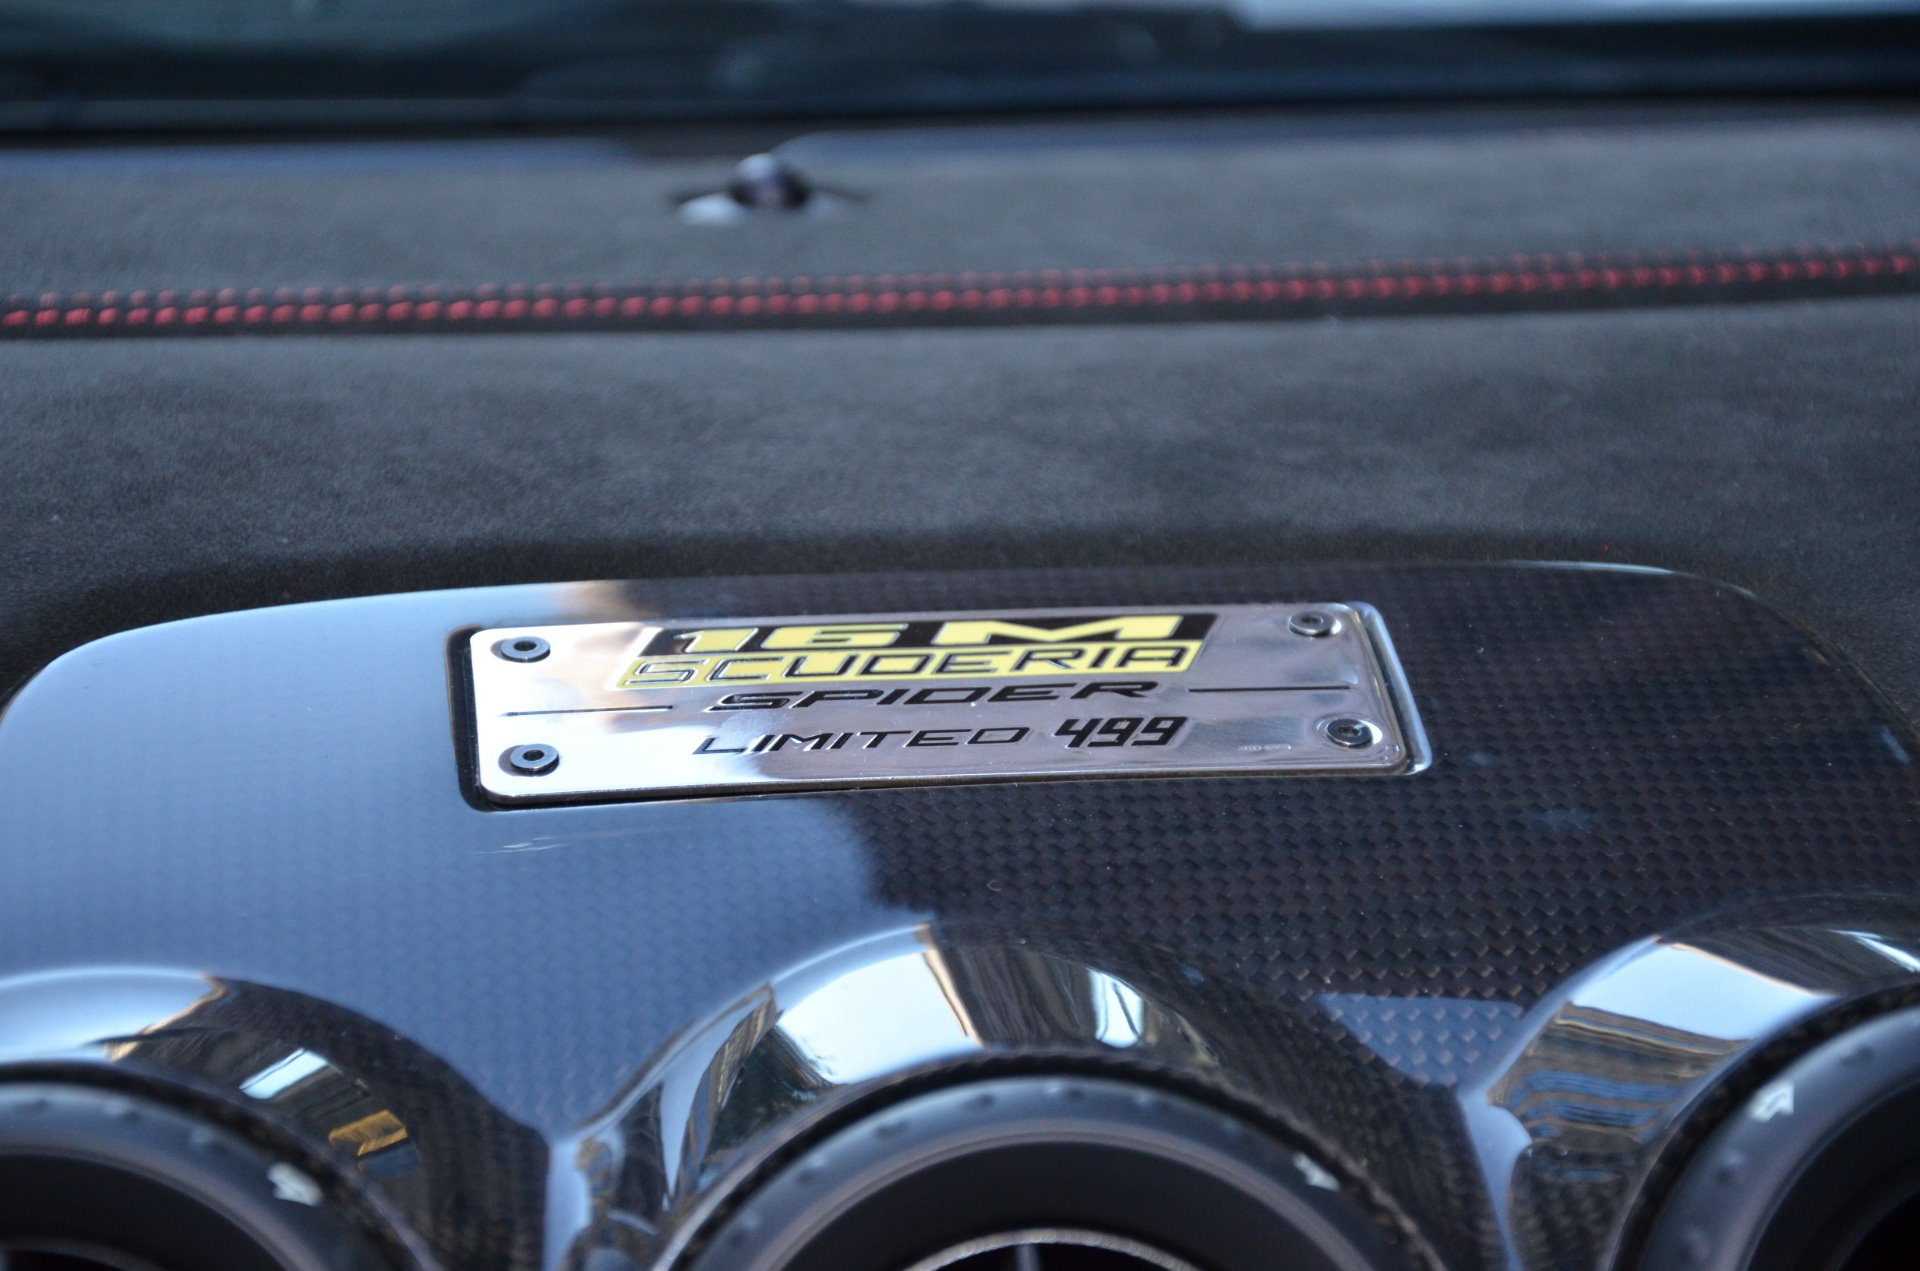 16M
SCUDERIA
SPIDER
LIMITED 499